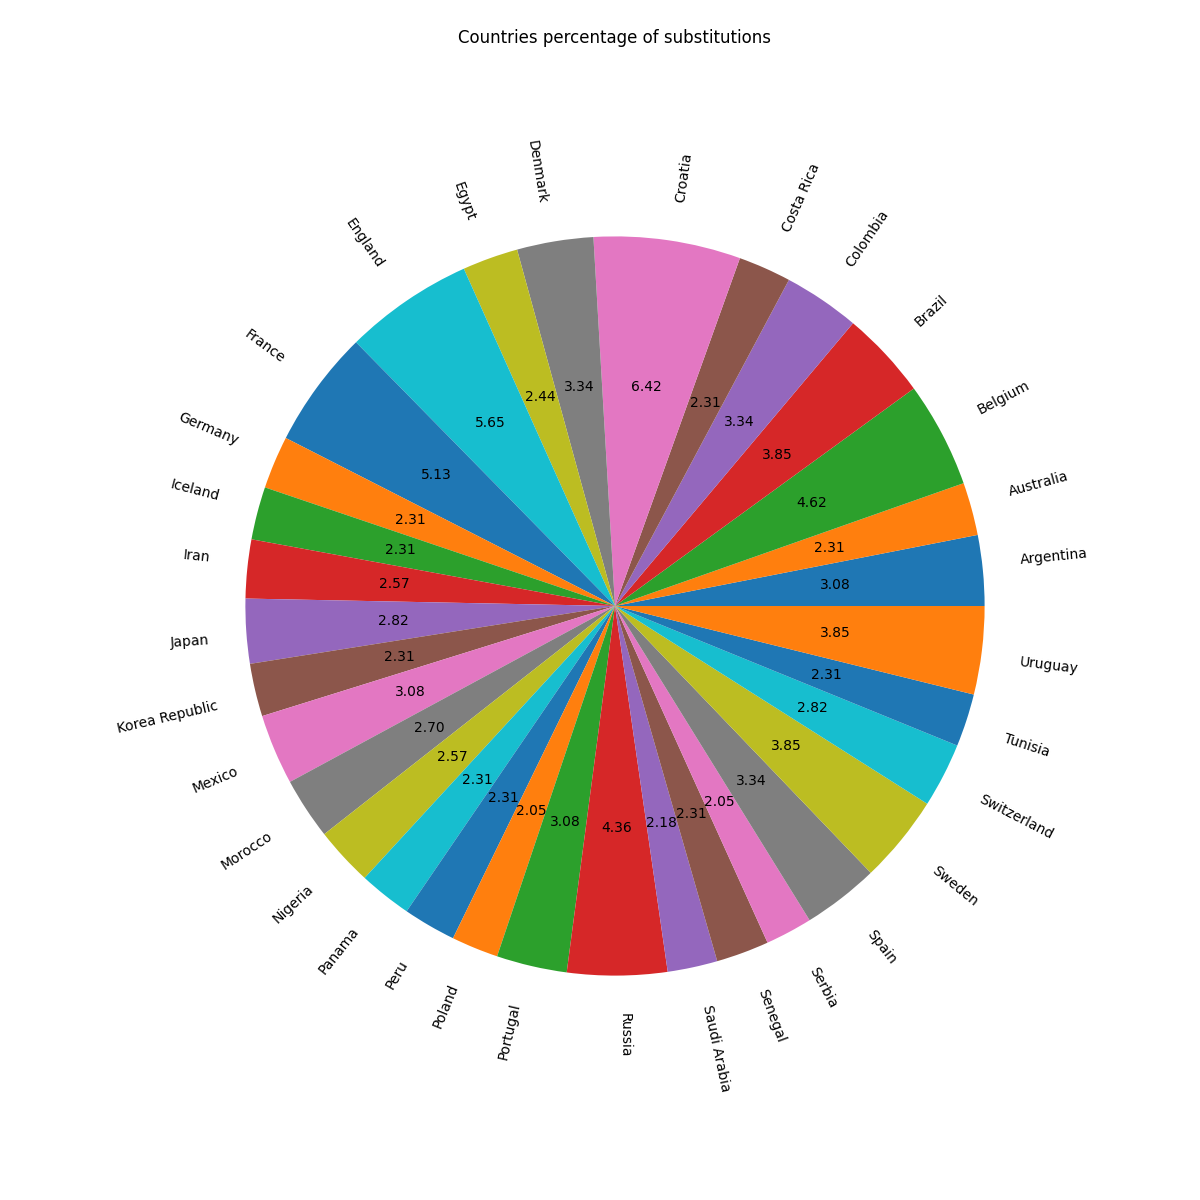 Countries percentage of substitutions
Argentina
3.08
Australia
2.31
Belgium
4.62
Brazil
3.85
Colombia
3.34
Costa Rica
2.31
Croatia
6.42
Denmark
3.34
Egypt
2.44
England
5.65
France
5.13
Germany
2.31
Iceland
2.31
Iran
2.57
Japan
2.82
Korea Republic
2.31
Mexico
3.08
Morocco
2.70
Nigeria
2.57
Panama
2.31
Peru
2.31
Poland
2.05
Portugal
3.08
Russia
4.36
Saudi Arabia
2.18
Senegal
2.31
Serbia
2.05
Spain
3.34
Sweden
3.85
Switzerland
2.82
Tunisia
2.31
Uruguay
3.85